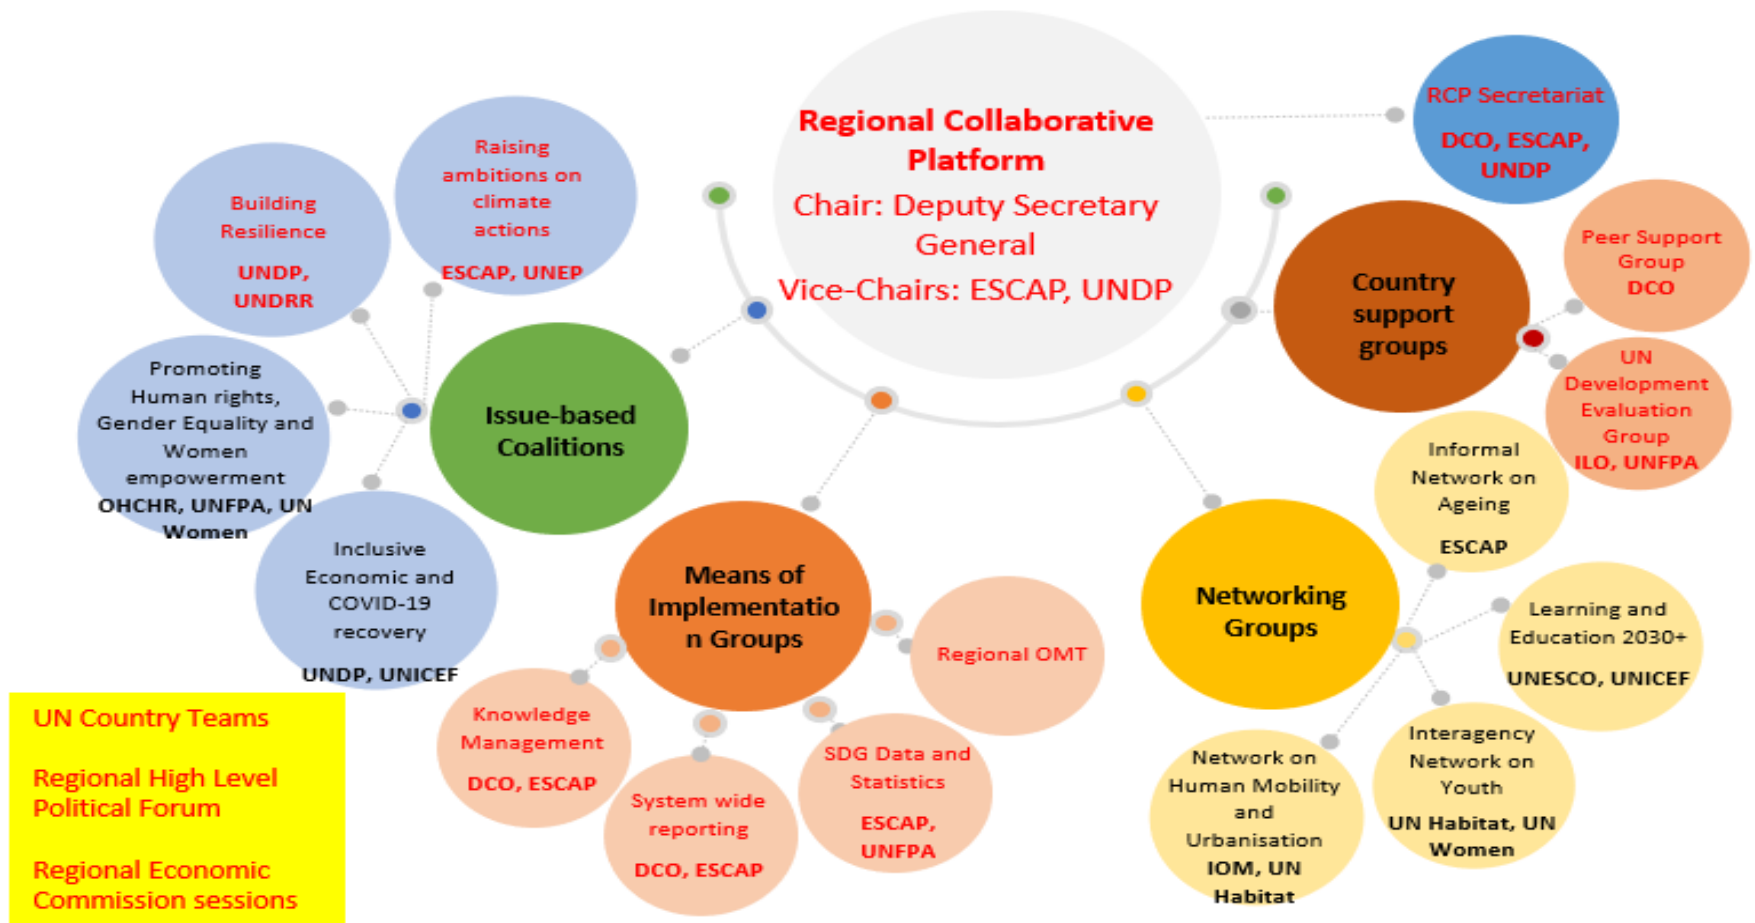 Regional Collaborative
Platform
Chair: Deputy Secretary
General
Vice-Chairs: ESCAP, UNDP
RCP Secretariat
DCO, ESCAP,
UNDP
Raising
ambitions on
climate
actions
ESCAP, UNEP
Building
Resilience
UNDP,
UNDRR
Promoting
Human rights,
Gender Equality and
Women
empowerment
OHCHR, UNFPA, UN
Women
Inclusive
Economic and
COVID-19
recovery
UNDP, UNICEF
Issue-based
Coalitions
Means of
Implementatio
n Groups
Knowledge
Management
DCO, ESCAP
System wide
reporting
DCO, ESCAP
SDG Data and
Statistics
ESCAP,
UNFPA
Regional OMT
Networking
Groups
Informal
Network on
Ageing
ESCAP
Learning and
Education 2030+
UNESCO, UNICEF
Interagency
Network on
Youth
UN Habitat, UN
Women
Network on
Human Mobility
and
Urbanisation
IOM, UN
Habitat
Country
support
groups
Peer Support
Group
DCO
UN
Development
Evaluation
Group
ILO, UNFPA
UN Country Teams
Regional High Level
Political Forum
Regional Economic
Commission sessions